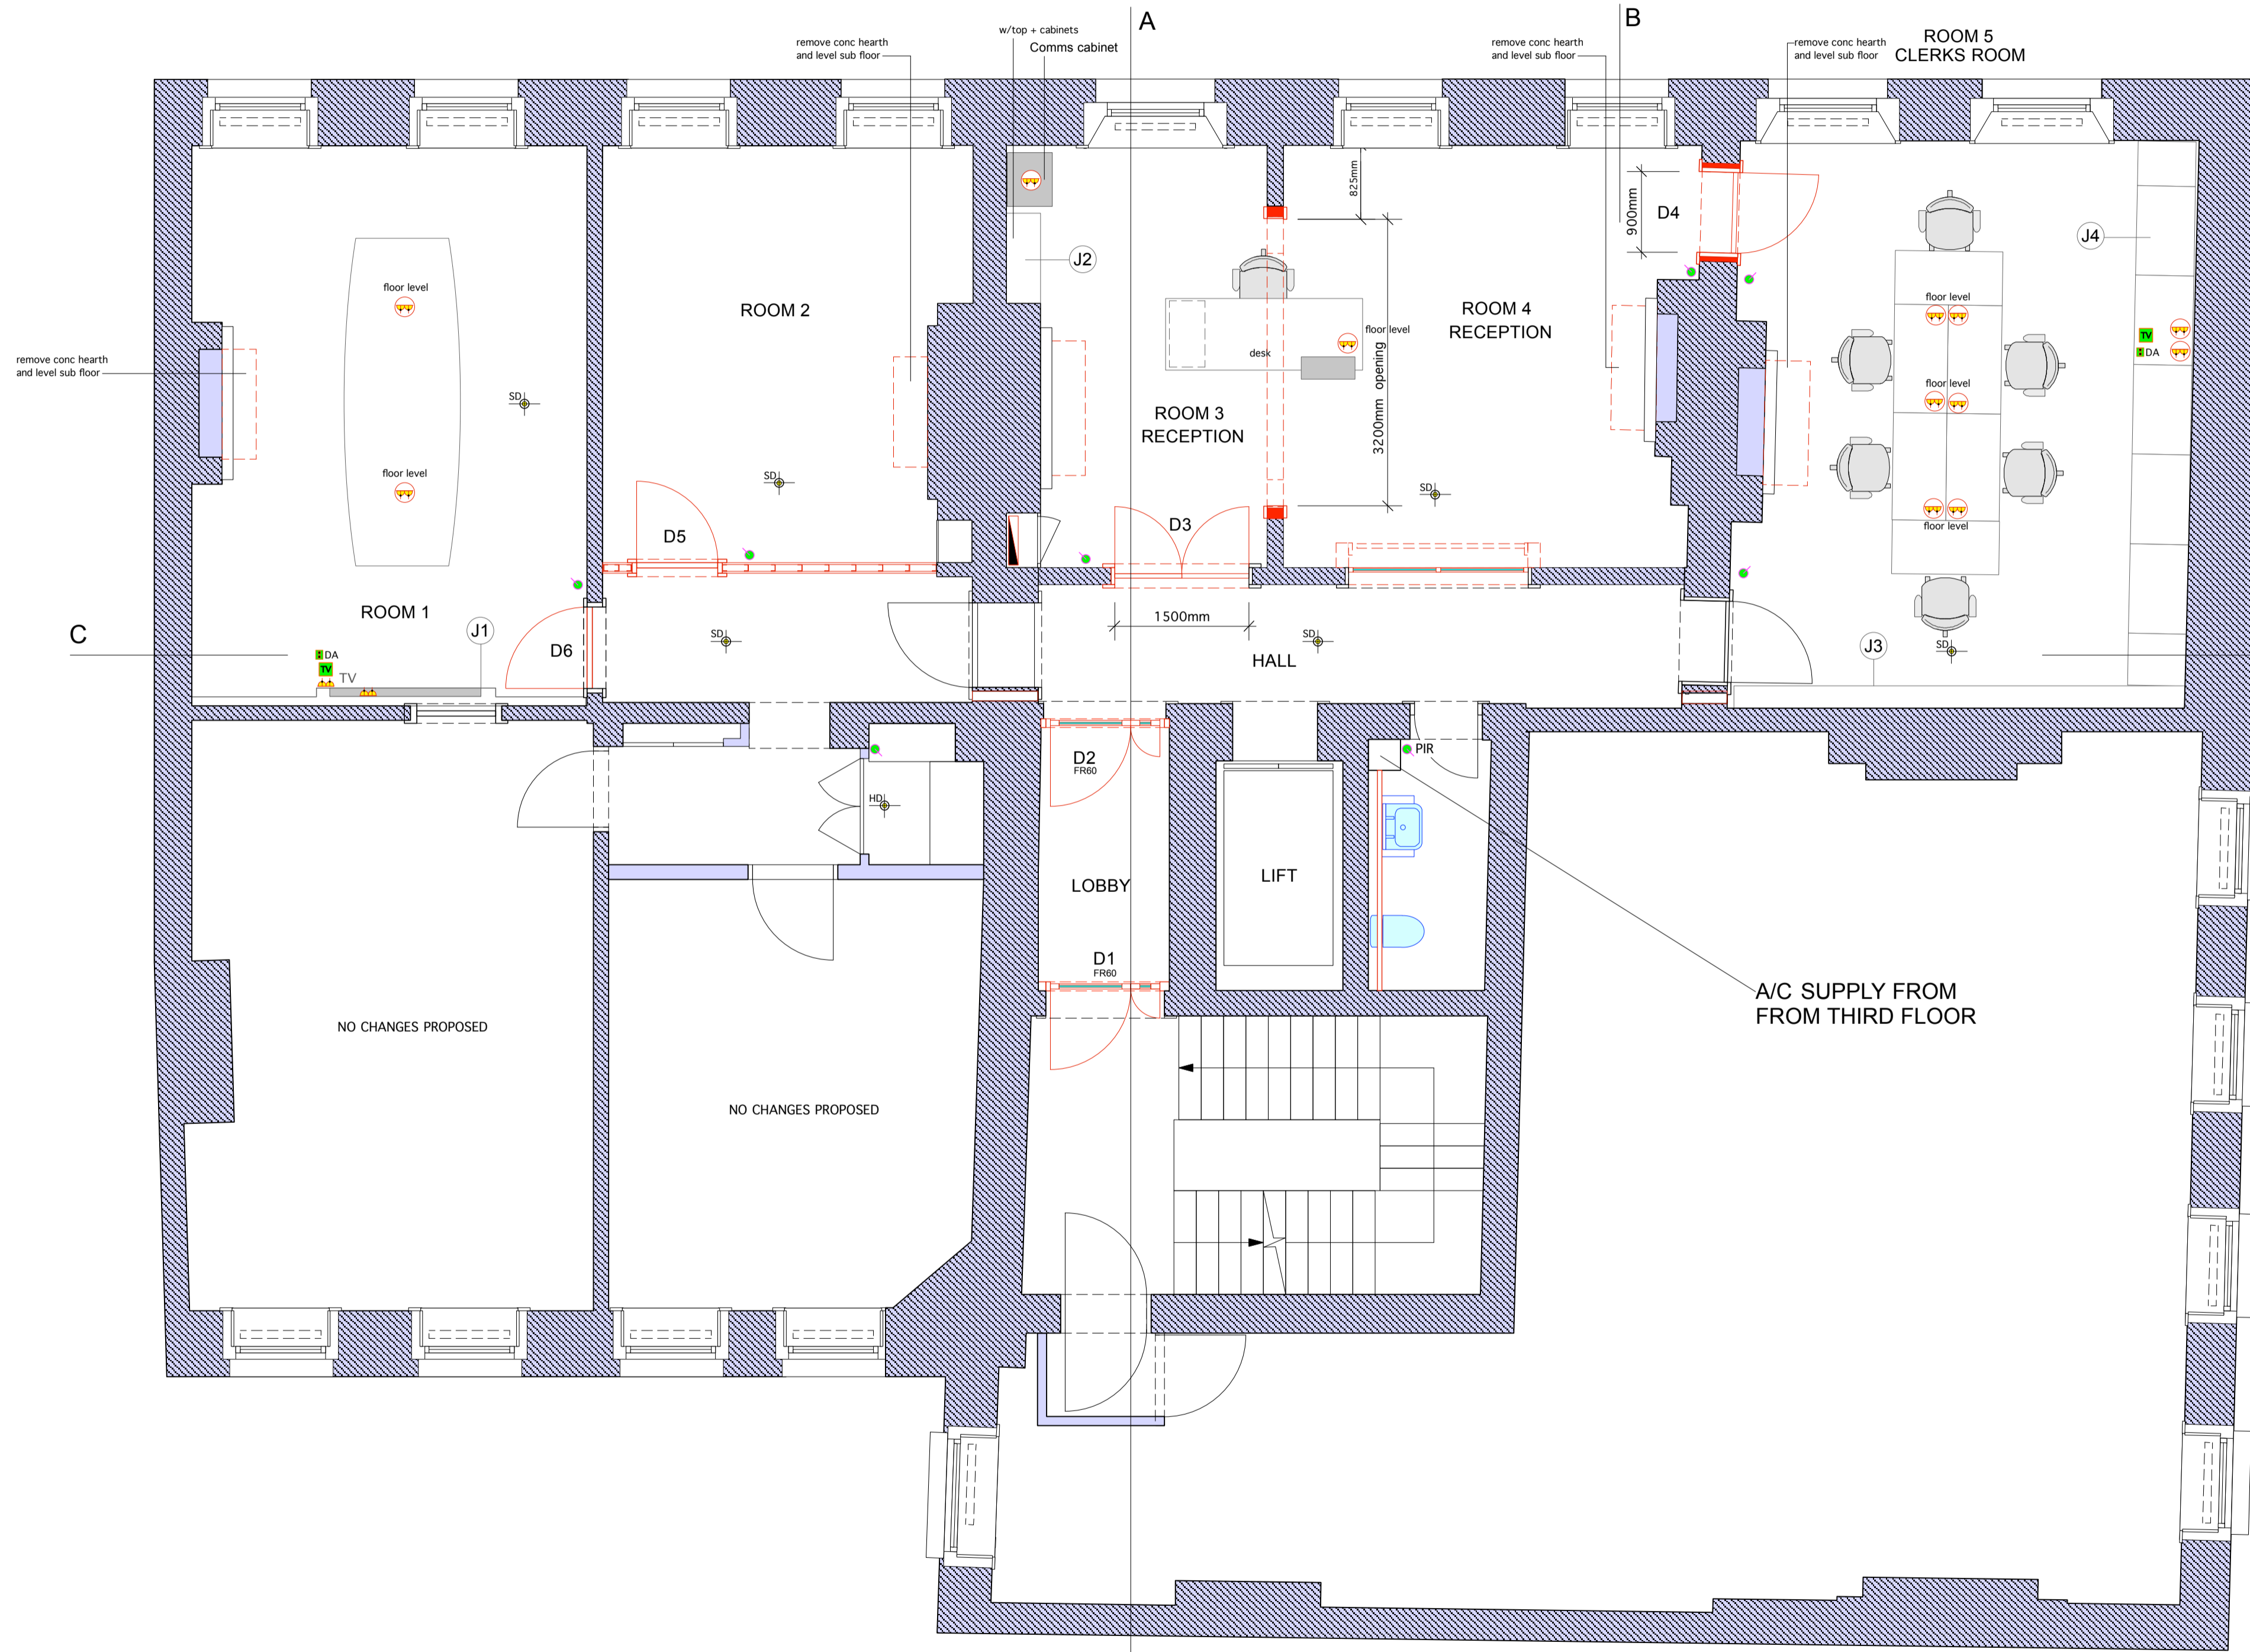 A
B
w/top + cabinets
Comms cabinet
remove conc hearth
and level sub floor
remove conc hearth
and level sub floor
remove conc hearth
and level sub floor
ROOM 5
CLERKS ROOM
825mm
900mm
D4
J4
J2
floor level
floor level
ROOM 2
ROOM 4
RECEPTION
floor level
desk
3200mm opening
TV
DA
remove conc hearth
and level sub floor
SD
floor level
ROOM 3
RECEPTION
floor level
SD
SD
floor level
D5
D3
ROOM 1
J1
C
SD
D6
1500mm
SD
HALL
J3
SD
DA
TV
TV
D2
FR60
PIR
HD
LOBBY
LIFT
D1
FR60
A/C SUPPLY FROM
FROM THIRD FLOOR
NO CHANGES PROPOSED
NO CHANGES PROPOSED